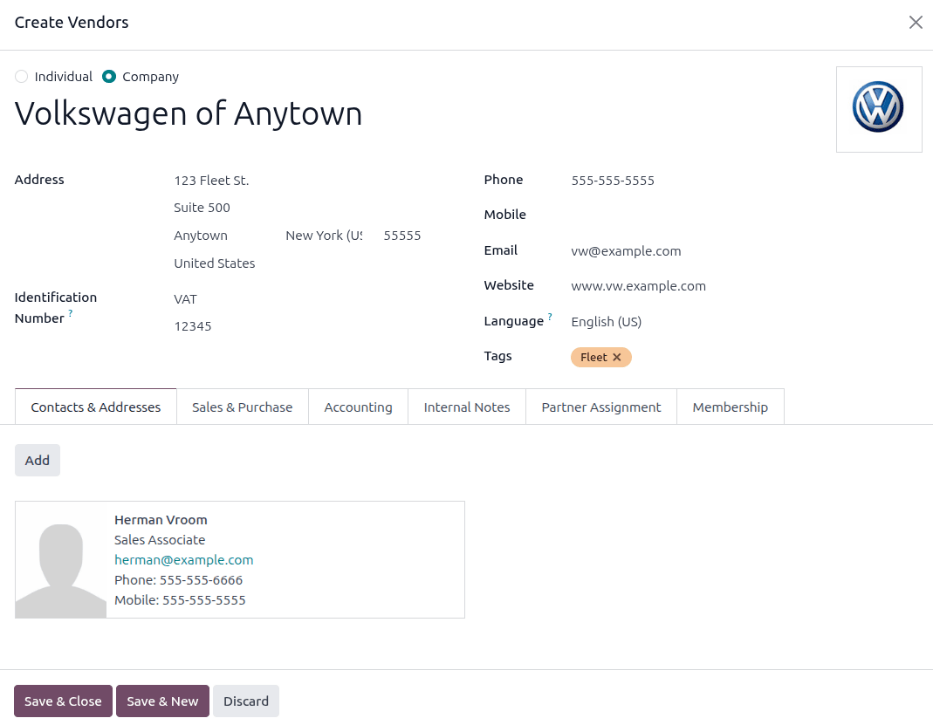 Create Vendors
Individual Company
Volkswagen of Anytown
Address
123 Fleet St.
Suite 500
Anytown New York (US 55555
United States
Identification Number ?
VAT
12345
Phone 555-555-5555
Mobile
Email vw@example.com
Website www.vw.example.com
Language ? English (US)
Tags Fleet ✕
Contacts & Addresses Sales & Purchase Accounting Internal Notes Partner Assignment Membership
Add
Herman Vroom
Sales Associate
herman@example.com
Phone: 555-555-6666
Mobile: 555-555-5555
Save & Close Save & New Discard